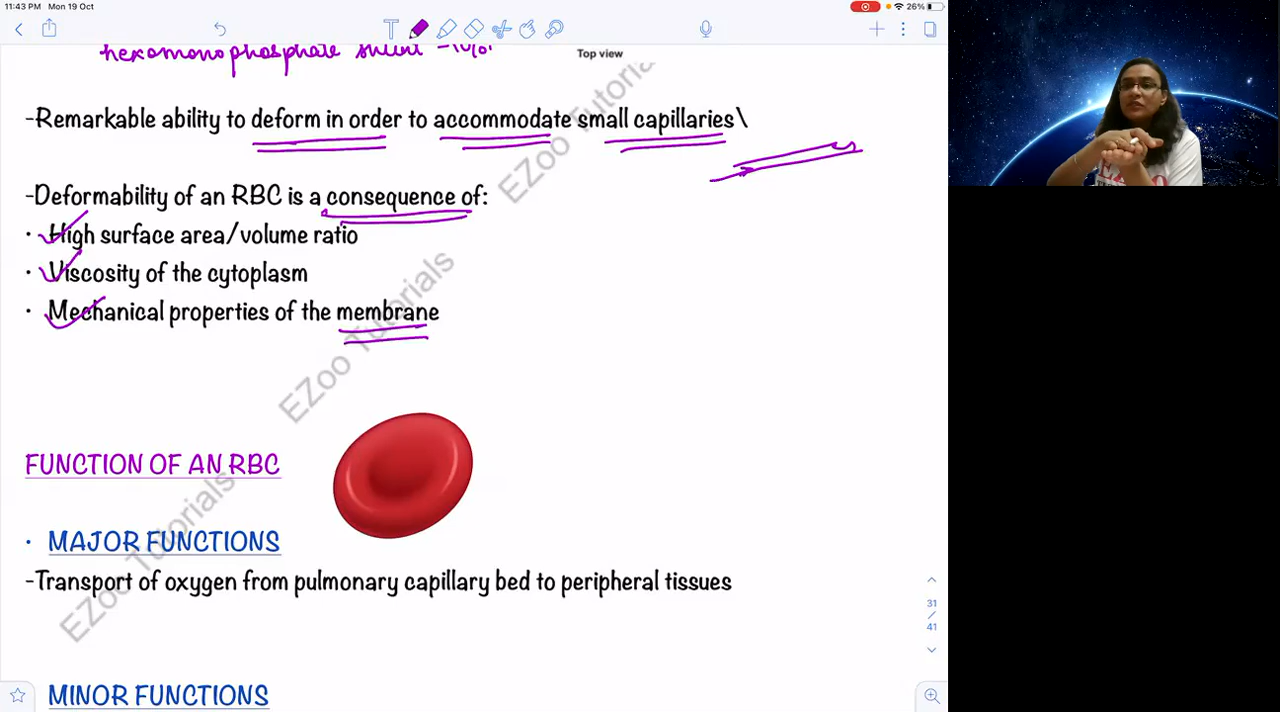 11:43 PM Mon 19 Oct
26%
hexomonophosphate shunt -10%
Top view
-Remarkable ability to deform in order to accommodate small capillaries\
-Deformability of an RBC is a consequence of:
· High surface area/volume ratio
· Viscosity of the cytoplasm
· Mechanical properties of the membrane
FUNCTION OF AN RBC
· MAJOR FUNCTIONS
-Transport of oxygen from pulmonary capillary bed to peripheral tissues
31
/
41
MINOR FUNCTIONS
EZoo Tutorials
EZoo Tutorials
EZoo Tutorials
EZOO